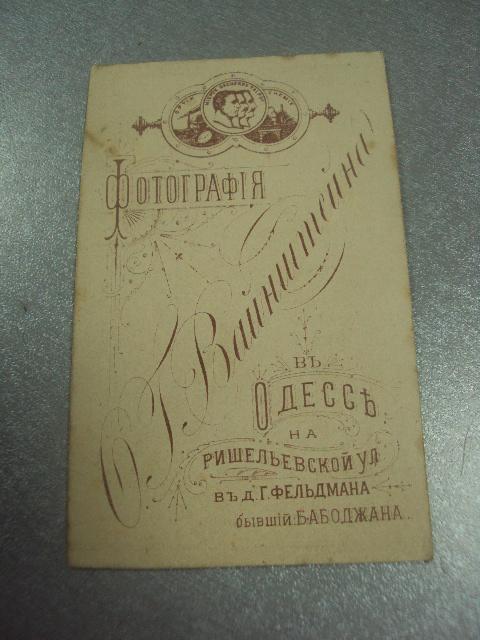 ФОТОГРАФІЯ
Г. Вайнштейна
ВЪ
ОДЕССѢ
НА
РИШЕЛЬЕВСКОЙ УЛ
ВЪ Д. Г. ФЕЛЬДМАНА
бывшій БАБОДЖАНА.